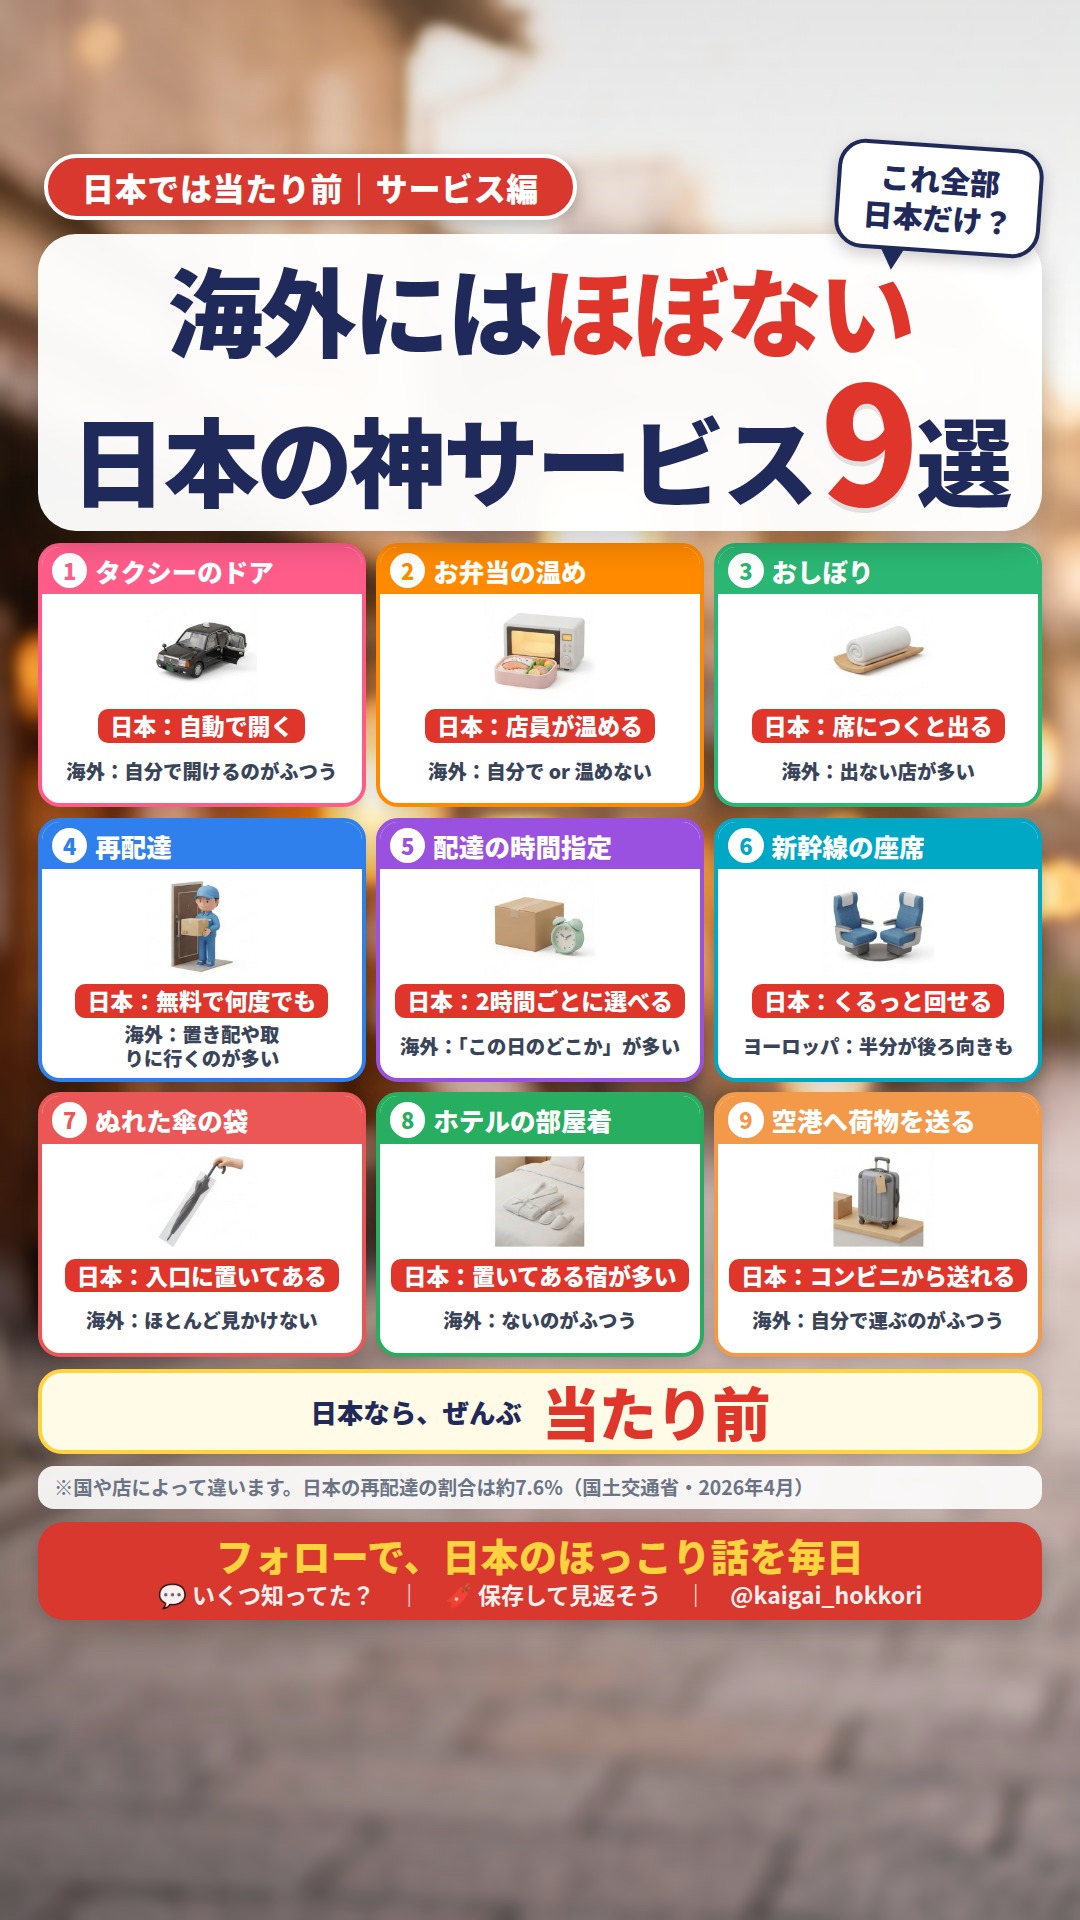 日本では当たり前｜サービス編
これ全部
日本だけ？
海外にはほぼない
日本の神サービス9選
1 タクシーのドア
日本：自動で開く
海外：自分で開けるのがふつう
2 お弁当の温め
日本：店員が温める
海外：自分で or 温めない
3 おしぼり
日本：席につくと出る
海外：出ない店が多い
4 再配達
日本：無料で何度でも
海外：置き配や取
りに行くのが多い
5 配達の時間指定
日本：2時間ごとに選べる
海外：「この日のどこか」が多い
6 新幹線の座席
日本：くるっと回せる
ヨーロッパ：半分が後ろ向きも
7 ぬれた傘の袋
日本：入口に置いてある
海外：ほとんど見かけない
8 ホテルの部屋着
日本：置いてある宿が多い
海外：ないのがふつう
9 空港へ荷物を送る
日本：コンビニから送れる
海外：自分で運ぶのがふつう
日本なら、ぜんぶ 当たり前
※国や店によって違います。日本の再配達の割合は約7.6%（国土交通省・2026年4月）
フォローで、日本のほっこり話を毎日
💬 いくつ知ってた？ ｜ 🔖 保存して見返そう ｜ @kaigai_hokkori